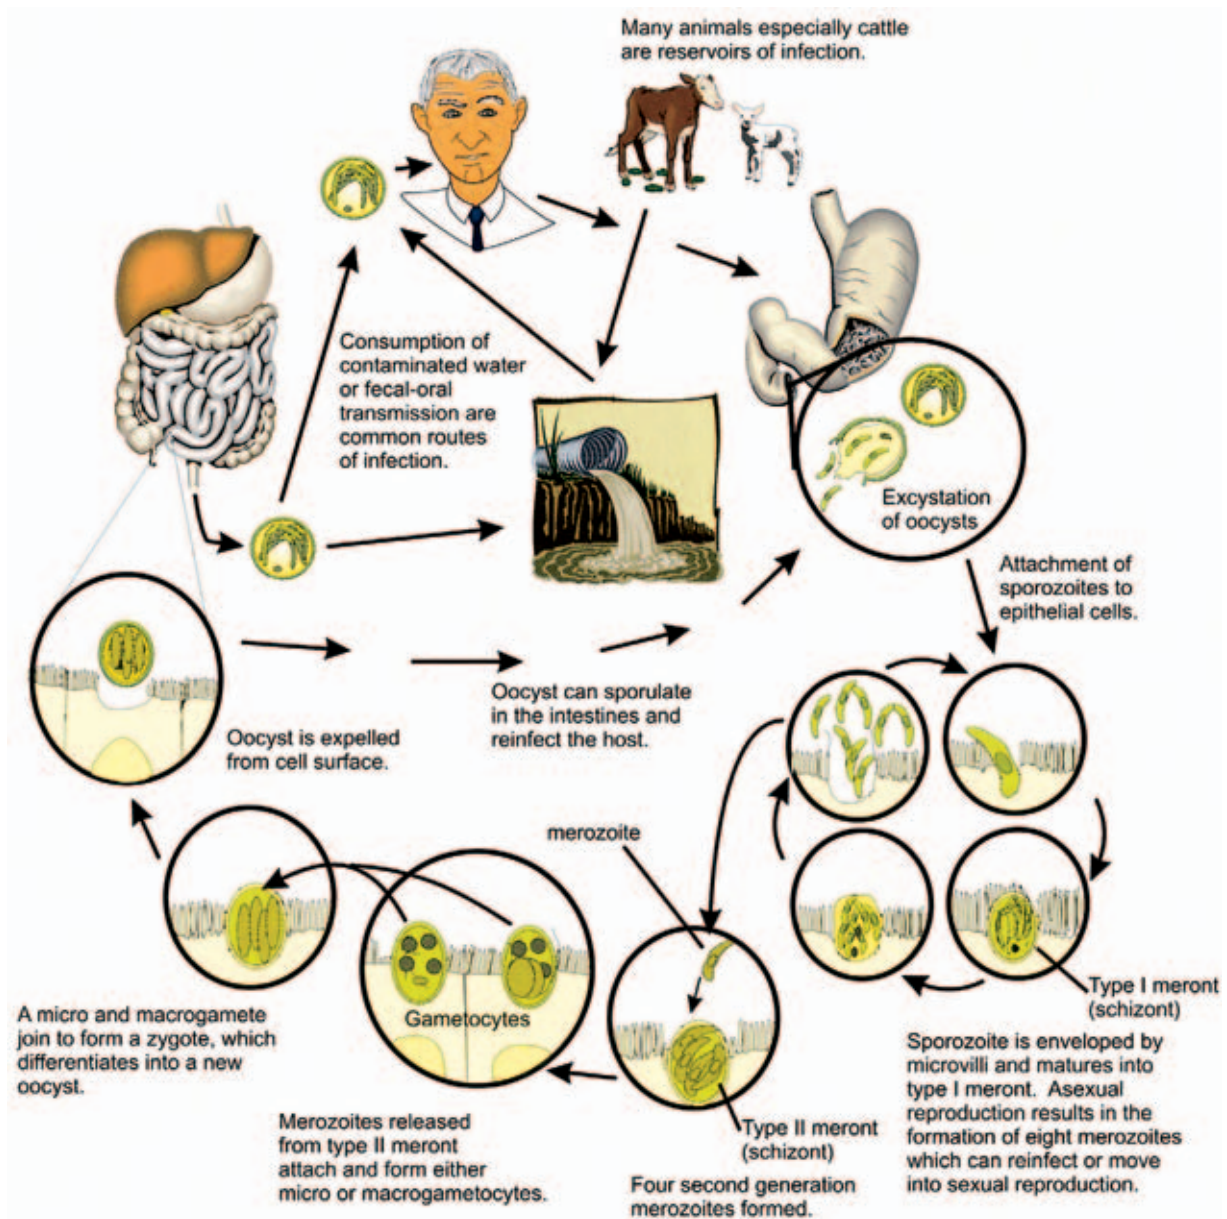 Many animals especially cattle
are reservoirs of infection.
Consumption of
contaminated water
or fecal-oral
transmission are
common routes
of infection.
Excystation
of oocysts
Attachment of
sporozoites to
epithelial cells.
Oocyst can sporulate
in the intestines and
reinfect the host.
Oocyst is expelled
from cell surface.
merozoite
Type I meront
(schizont)
Gametocytes
A micro and macrogamete
join to form a zygote, which
differentiates into a new
oocyst.
Sporozoite is enveloped by
microvilli and matures into
type I meront. Asexual
reproduction results in the
formation of eight merozoites
which can reinfect or move
into sexual reproduction.
Merozoites released
from type II meront
attach and form either
micro or macrogametocytes.
Type II meront
(schizont)
Four second generation
merozoites formed.